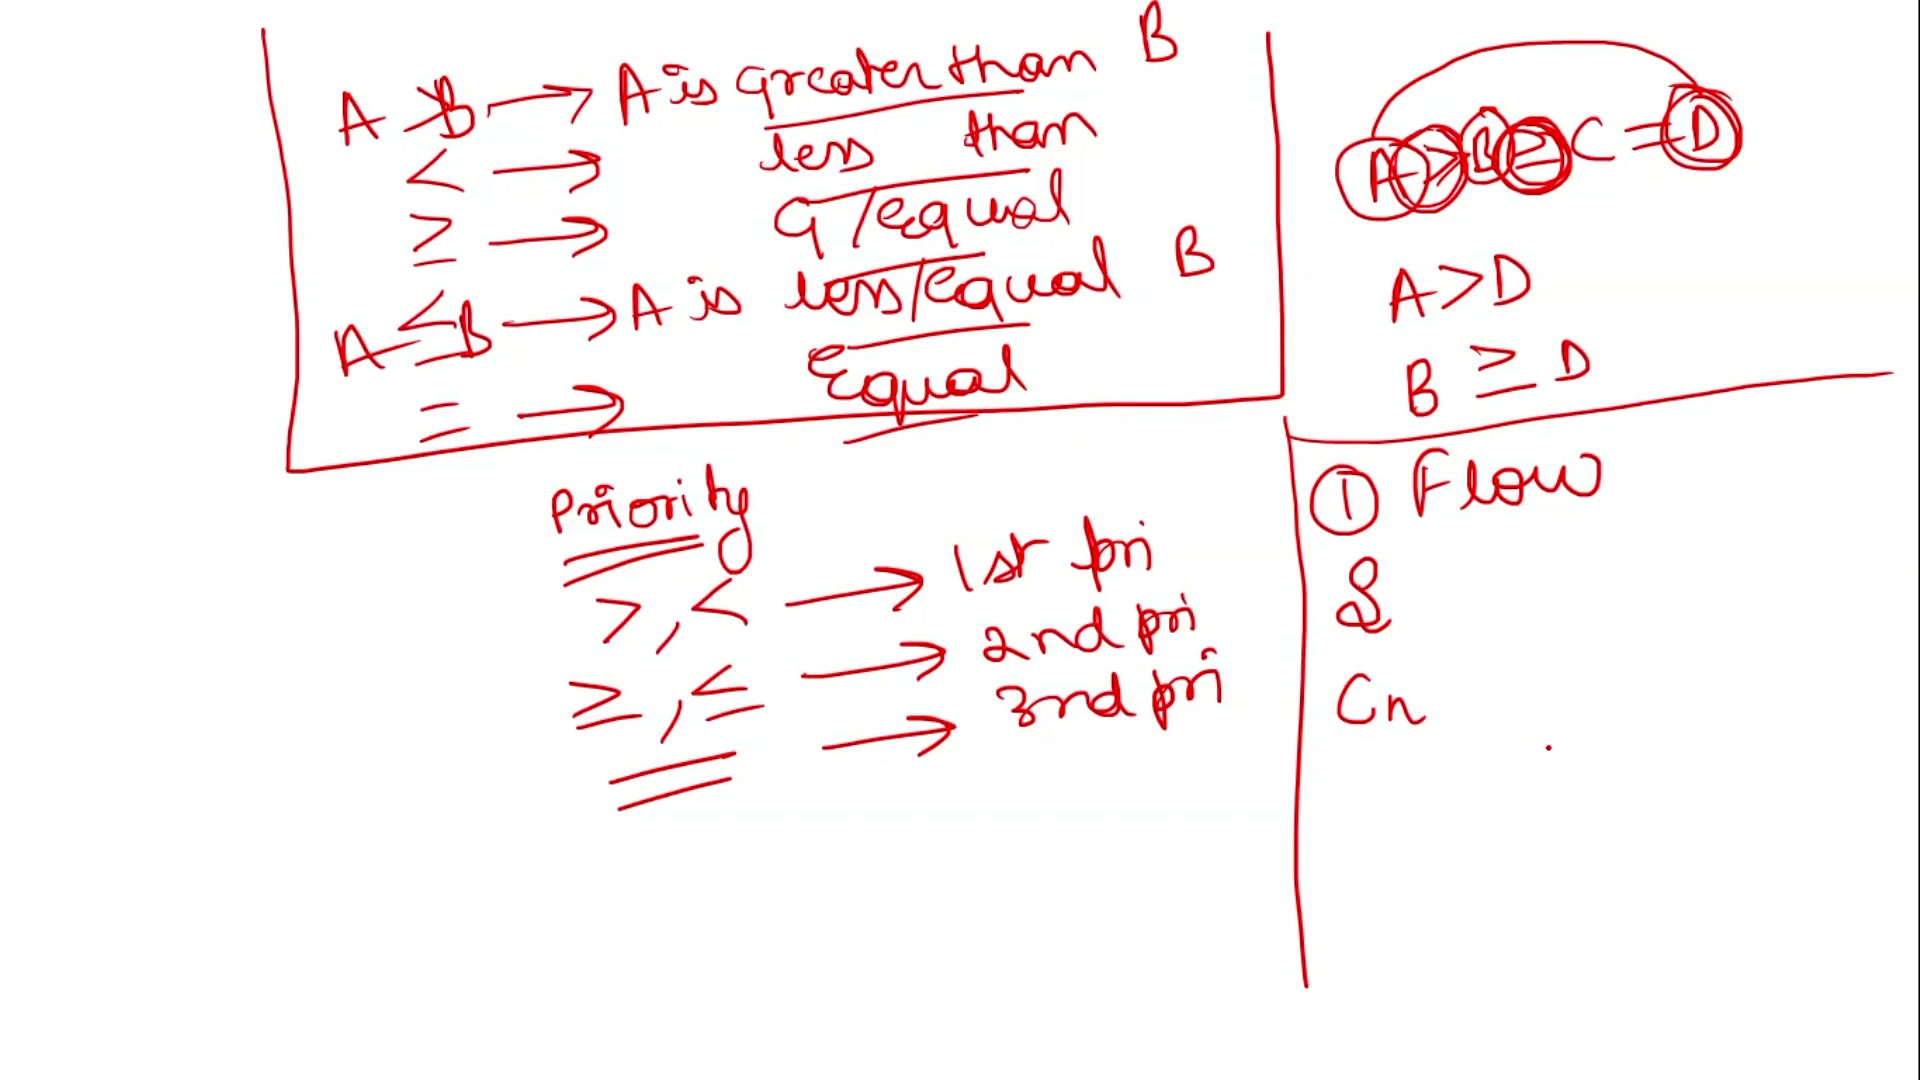 A > B → A is greater than B
< → less than
≥ → G/equal
A ≤ B → A is less/equal B
= → Equal
A > B ≥ C = D
A > D
B ≥ D
Priority
>, < → 1st pri
≥, ≤ → 2nd pri
= → 3nd pri
① Flow
Cn